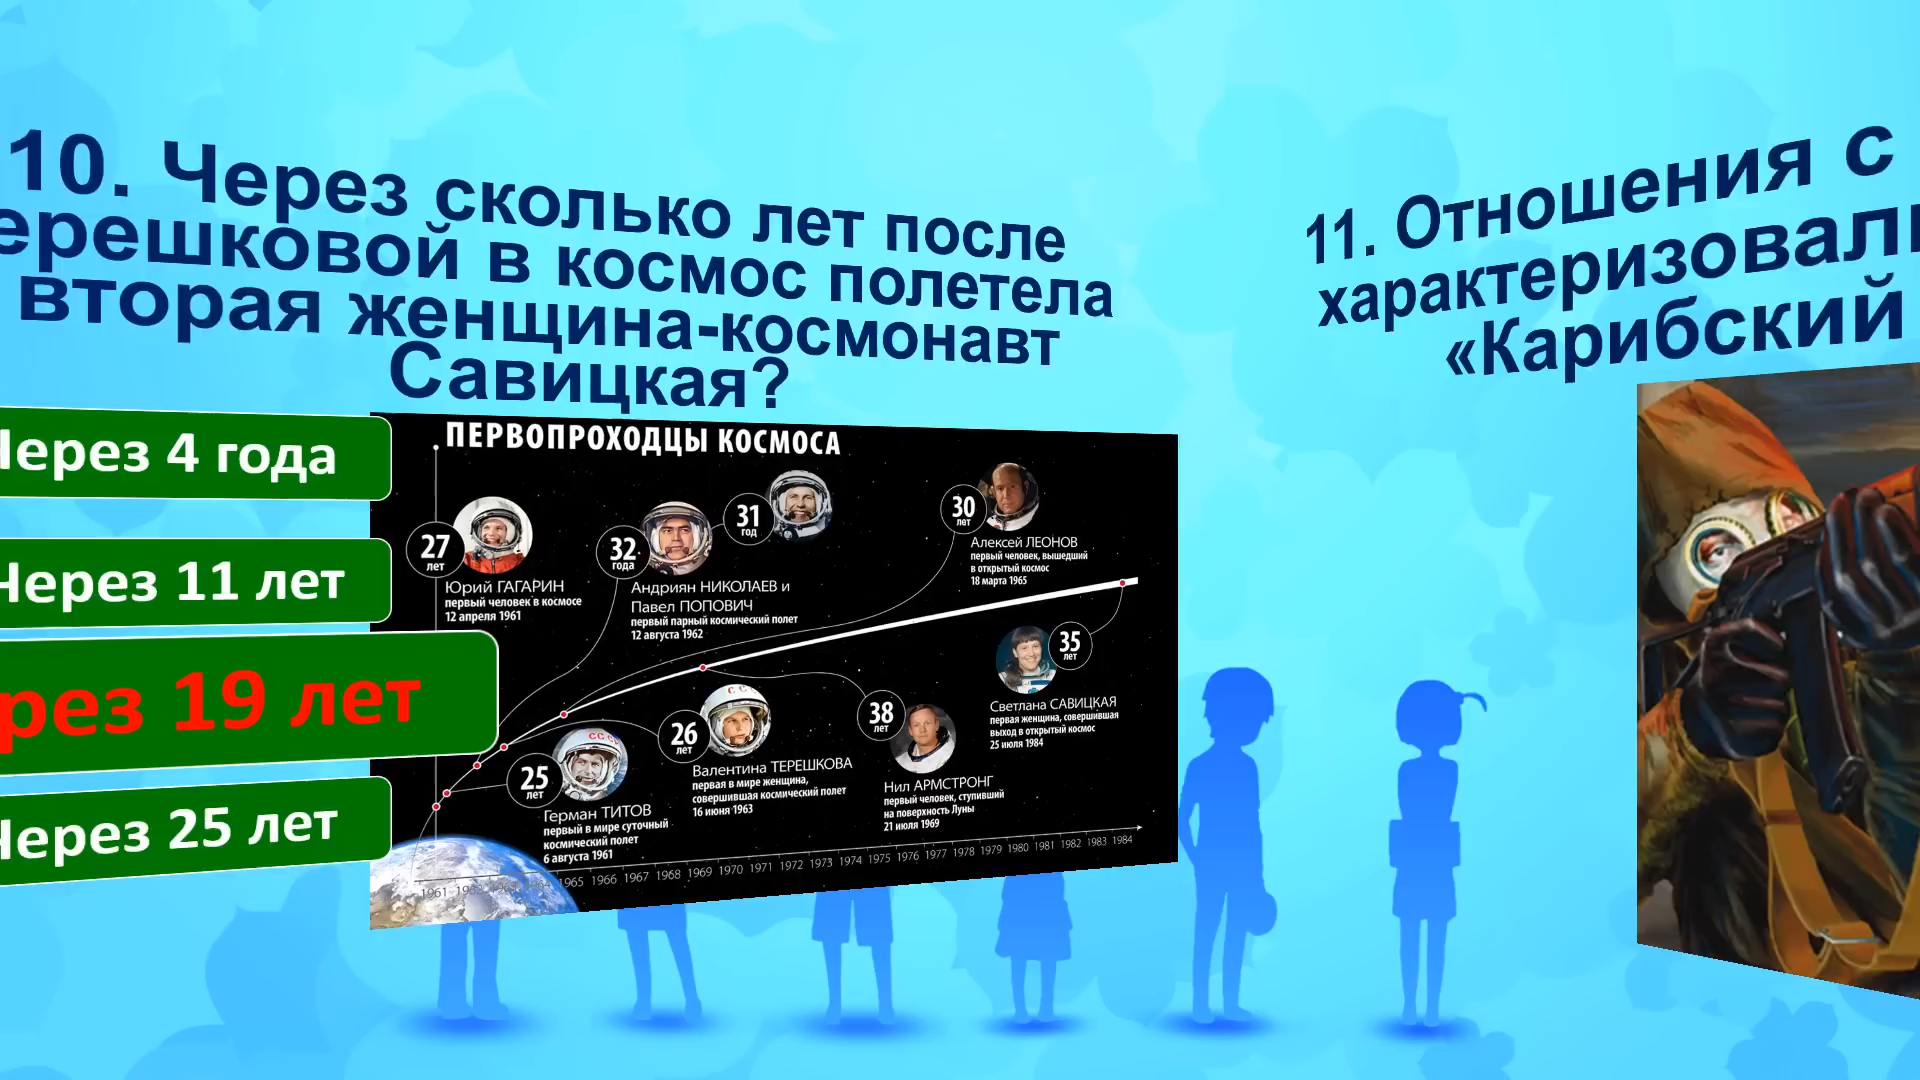 10. Через сколько лет после
ерешковой в космос полетела
вторая женщина-космонавт
Савицкая?
Через 4 года
Через 11 лет
рез 19 лет
Через 25 лет
ПЕРВОПРОХОДЦЫ КОСМОСА
27
лет
Юрий ГАГАРИН
первый человек в космосе
12 апреля 1961
32
года
31
год
Андриян НИКОЛАЕВ и
Павел ПОПОВИЧ
первый парный космический полет
12 августа 1962
30
лет
Алексей ЛЕОНОВ
первый человек, вышедший
в открытый космос
18 марта 1965
35
лет
Светлана САВИЦКАЯ
первая женщина, совершившая
выход в открытый космос
25 июля 1984
25
лет
Герман ТИТОВ
первый в мире суточный
космический полет
6 августа 1961
26
лет
Валентина ТЕРЕШКОВА
первая в мире женщина,
совершившая космический полет
16 июня 1963
38
лет
Нил АРМСТРОНГ
первый человек, ступивший
на поверхность Луны
21 июля 1969
1961 1962 1963 1964 1965 1966 1967 1968 1969 1970 1971 1972 1973 1974 1975 1976 1977 1978 1979 1980 1981 1982 1983 1984
11. Отношения с
характеризовали
«Карибский